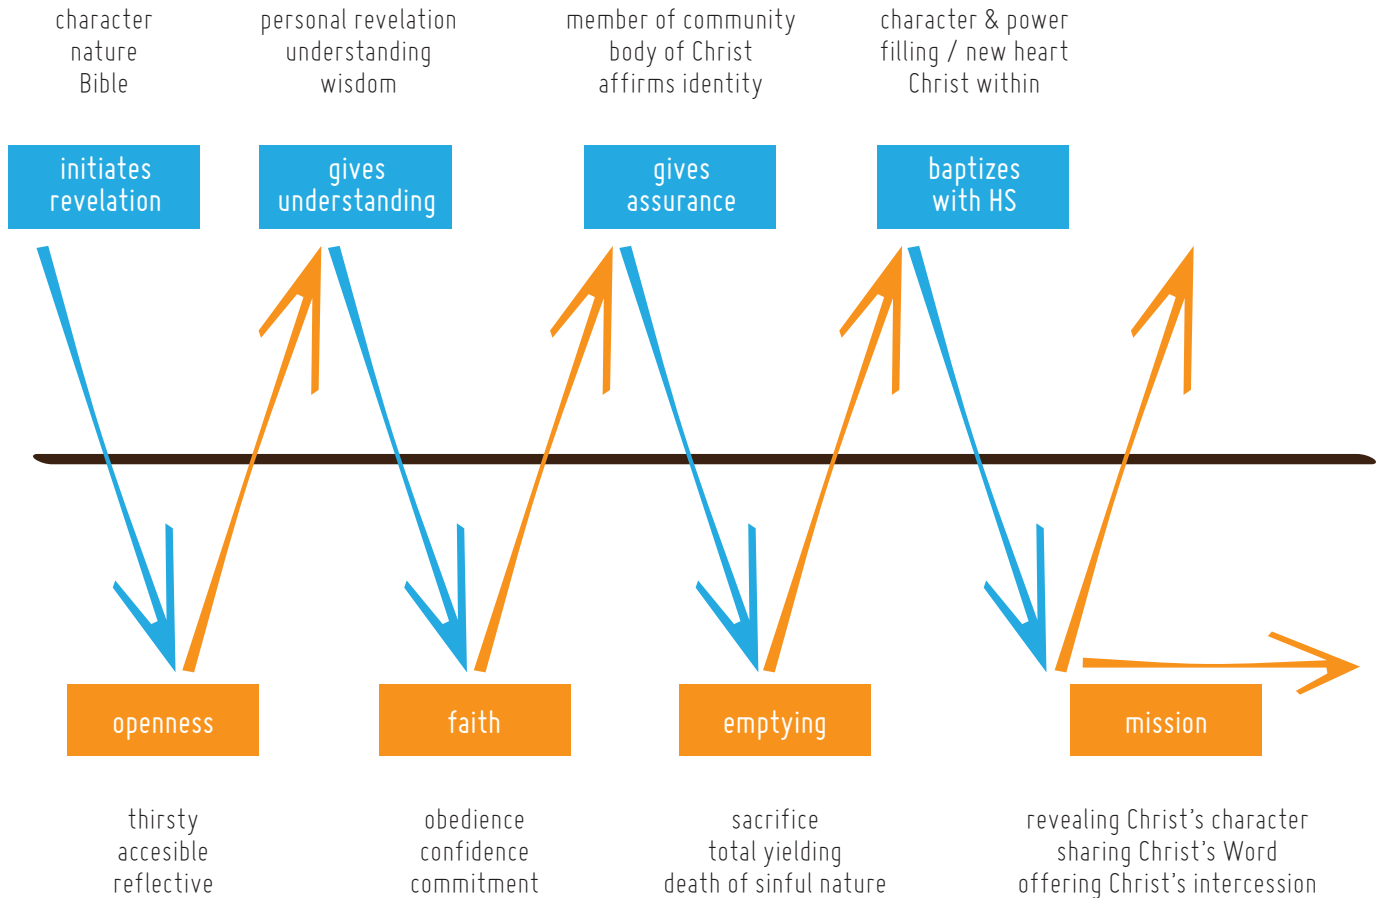 character
nature
Bible
personal revelation
understanding
wisdom
member of community
body of Christ
affirms identity
character & power
filling / new heart
Christ within
initiates
revelation
gives
understanding
gives
assurance
baptizes
with HS
openness
faith
emptying
mission
thirsty
accesible
reflective
obedience
confidence
commitment
sacrifice
total yielding
death of sinful nature
revealing Christ's character
sharing Christ's Word
offering Christ's intercession